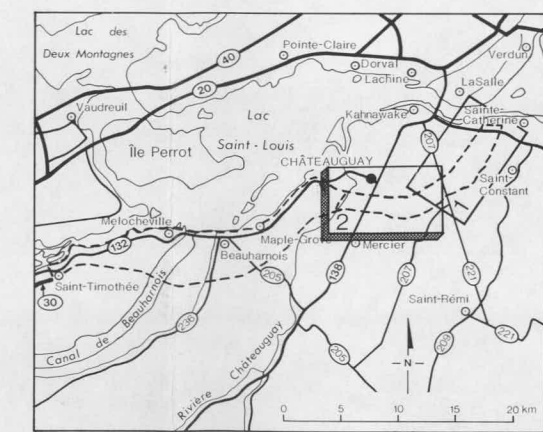 Lac des
Deux Montagnes
Pointe-Claire
Verdun
40
Dorval
Lachine
20
LaSalle
Vaudreuil
Lac
Kahnawake
Sainte-
Catherine
Île Perrot
Saint-Louis
207
CHÂTEAUGUAY
Saint-
Constant
1
2
Melocheville
132
Maple-Grove
Mercier
Beauharnois
138
207
221
205
Saint-Timothée
30
Saint-Rémi
236
Canal de Beauharnois
Rivière Châteauguay
205
209
221
N
0 5 10 15 20 km